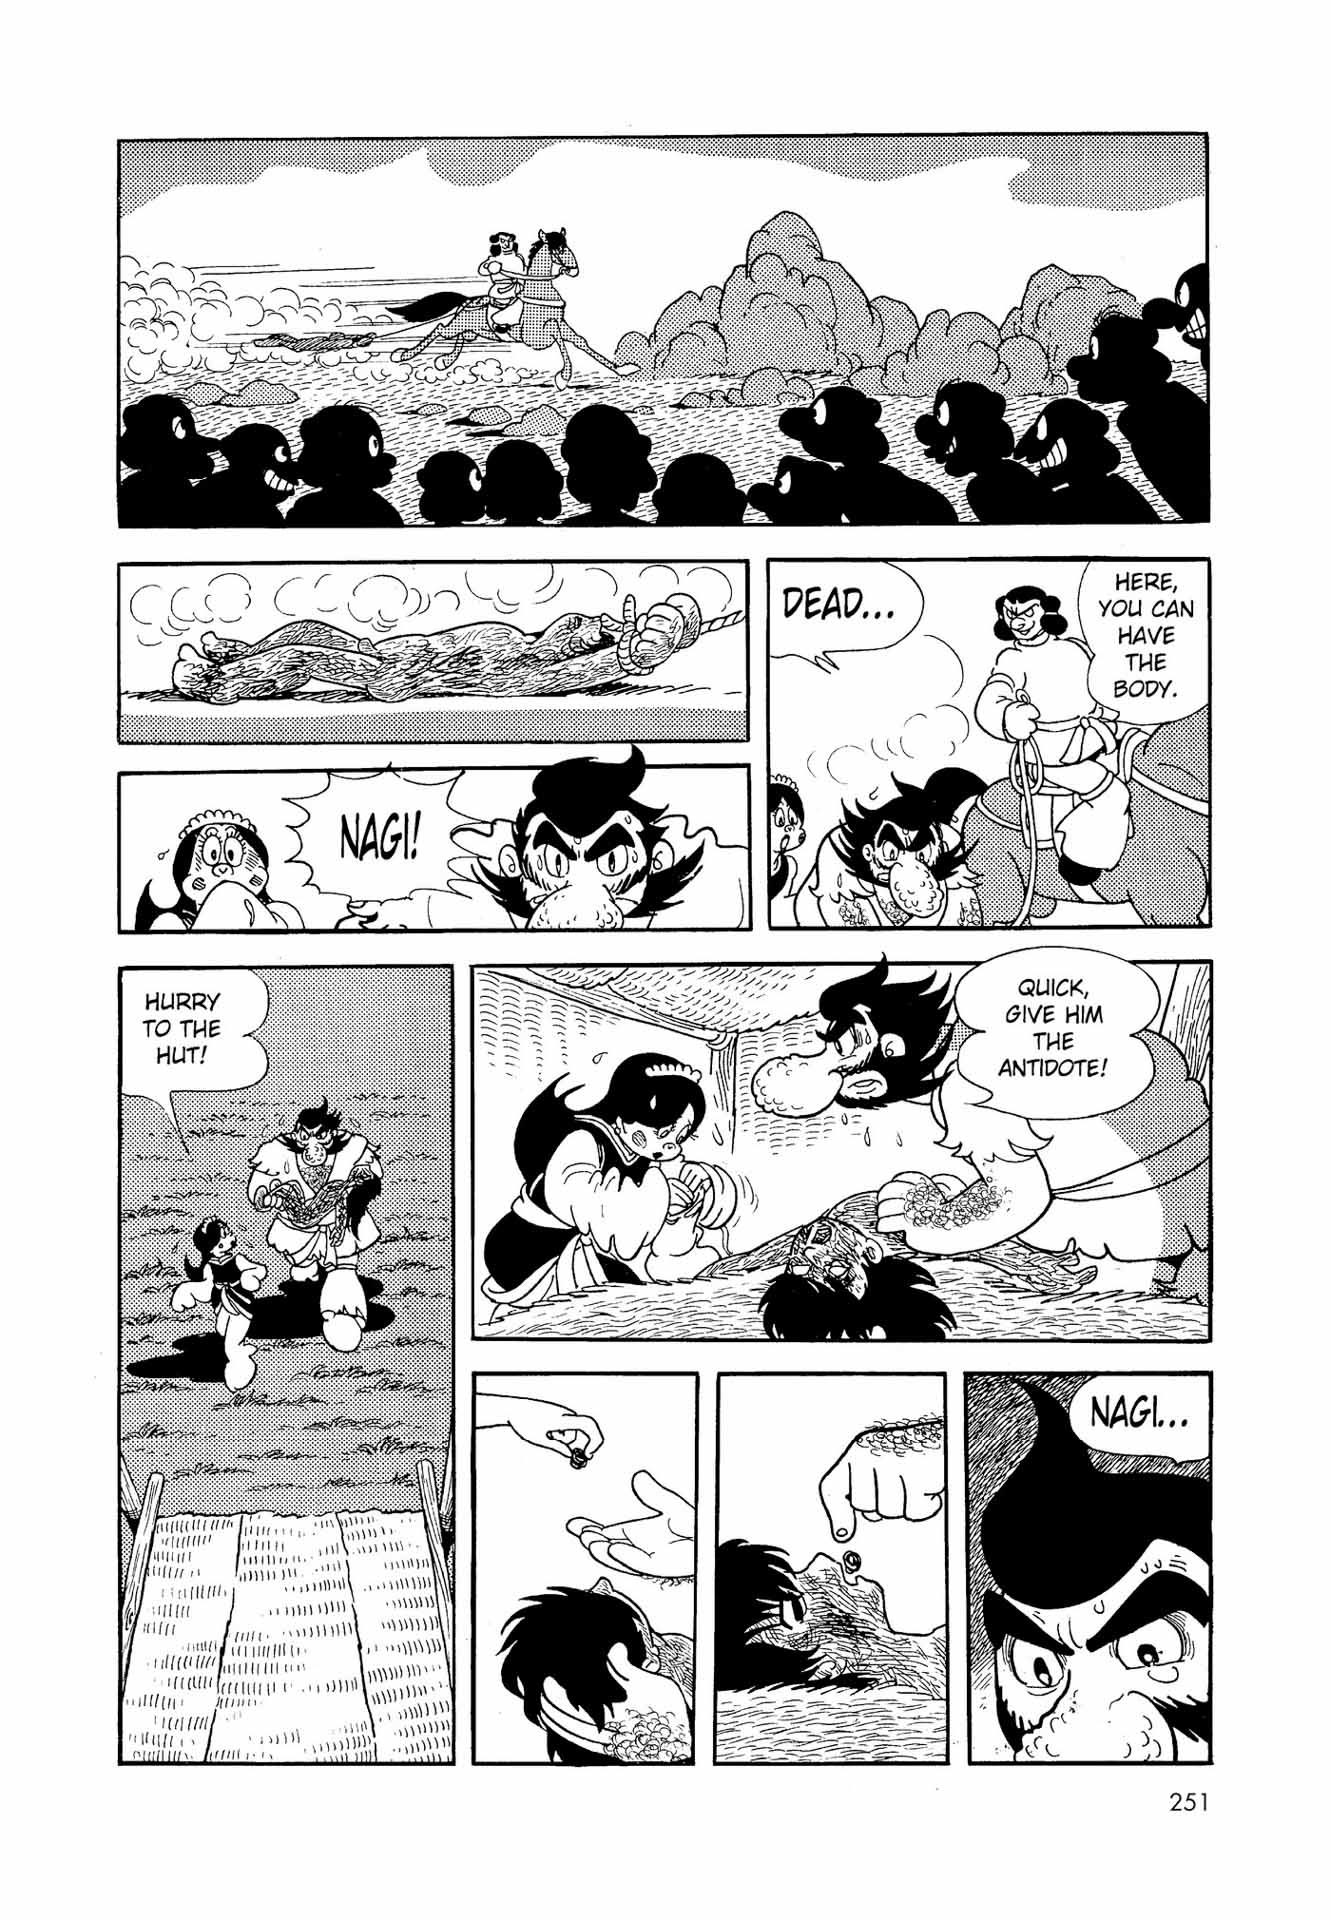 DEAD...
HERE,
YOU CAN
HAVE
THE
BODY.
NAGI!
HURRY
TO THE
HUT!
QUICK,
GIVE HIM
THE
ANTIDOTE!
NAGI...
251